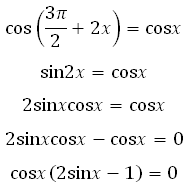 cos(3π/2 + 2x) = cosx
sin2x = cosx
2sinxcosx = cosx
2sinxcosx − cosx = 0
cosx(2sinx − 1) = 0